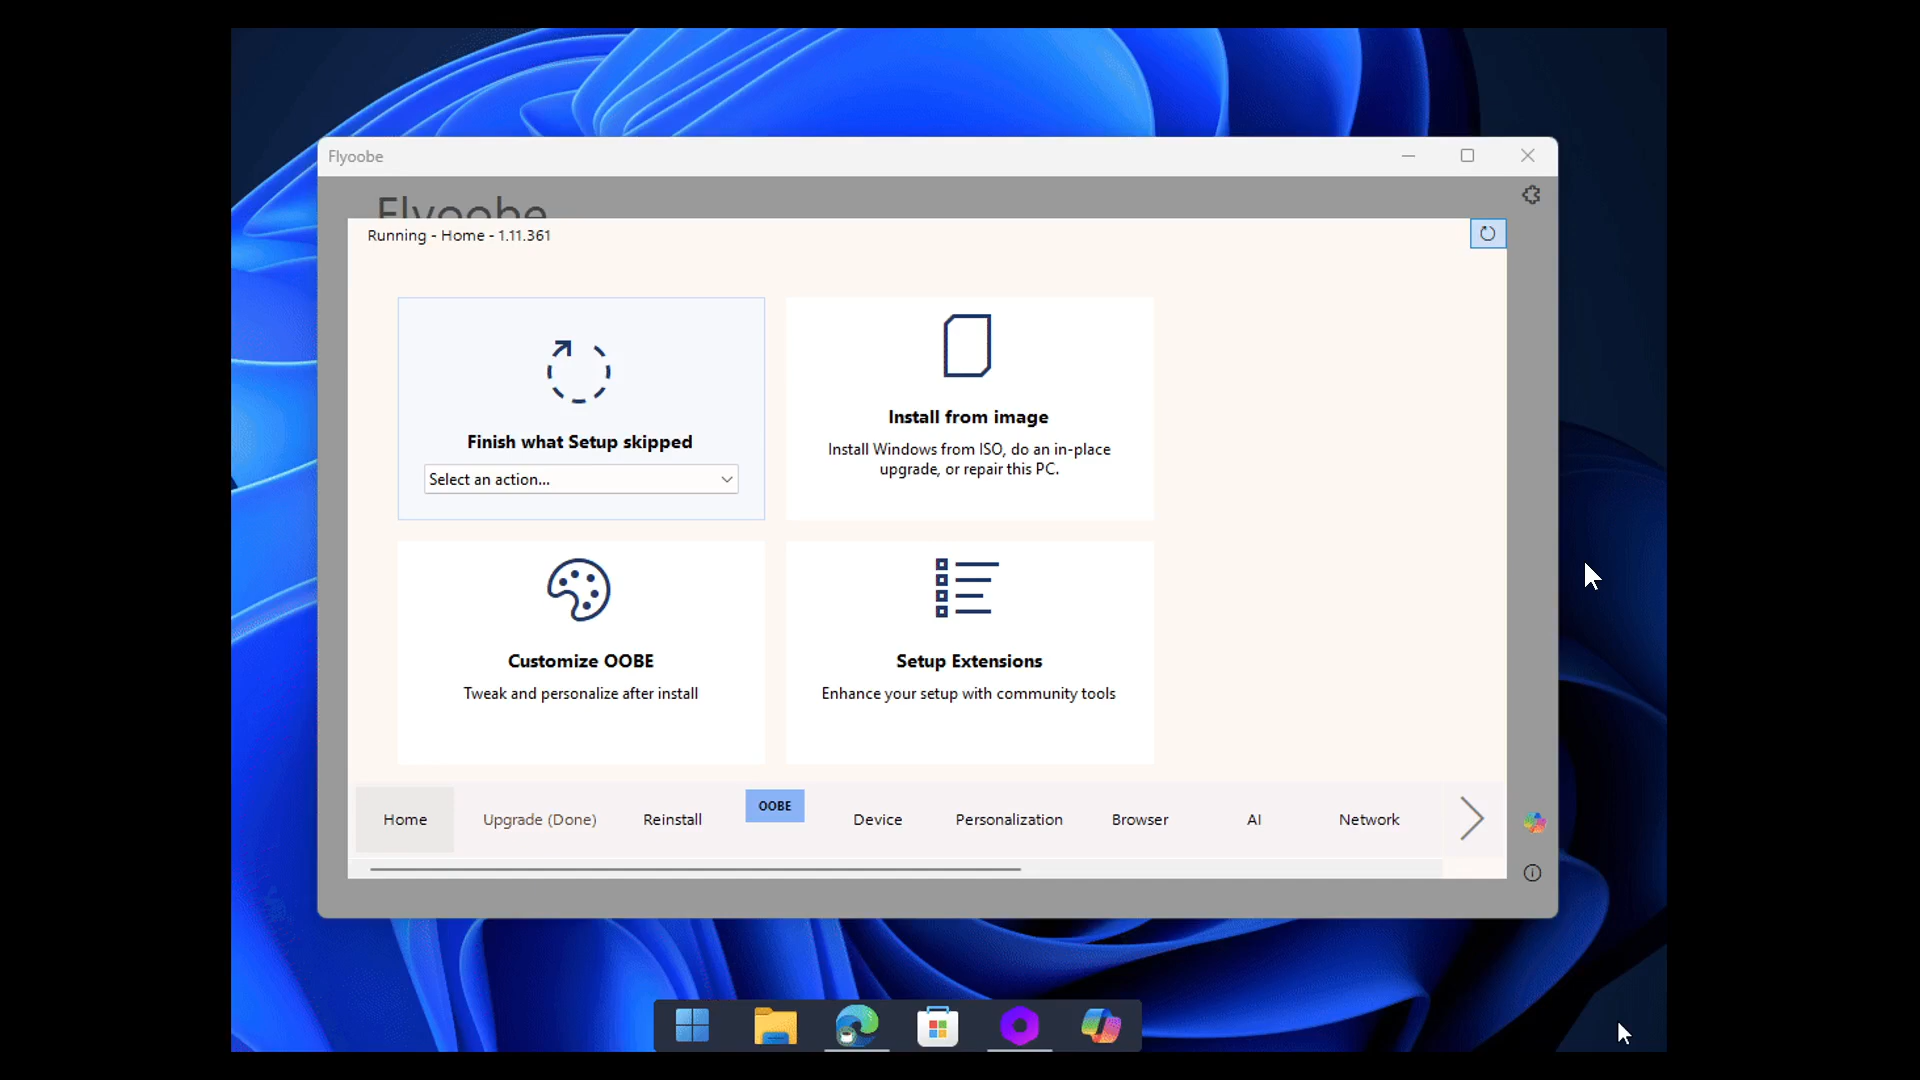 Flyoobe
Flyoobe
Running - Home - 1.11.361
Finish what Setup skipped
Select an action...
Install from image
Install Windows from ISO, do an in-place
upgrade, or repair this PC.
Customize OOBE
Tweak and personalize after install
Setup Extensions
Enhance your setup with community tools
Home
Upgrade (Done)
Reinstall
OOBE
Device
Personalization
Browser
AI
Network